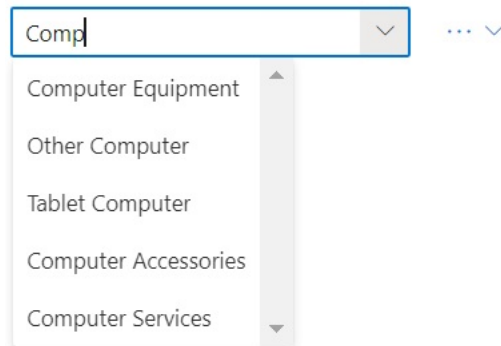 Comp
Computer Equipment
Other Computer
Tablet Computer
Computer Accessories
Computer Services